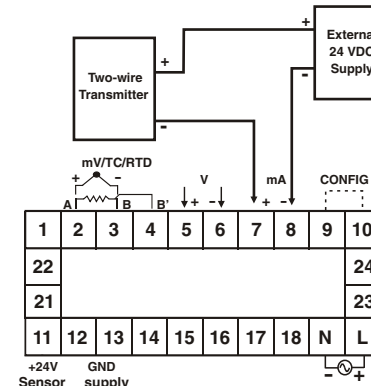 +
Externa
24 VDC
Supply
-
+
Two-wire
Transmitter
-
mV/TC/RTD
+ -
A B B'
V
+ -
mA
+ -
CONFIG
1 2 3 4 5 6 7 8 9 10
22 24
21 23
11 12 13 14 15 16 17 18 N L
+24V GND
Sensor supply
- +